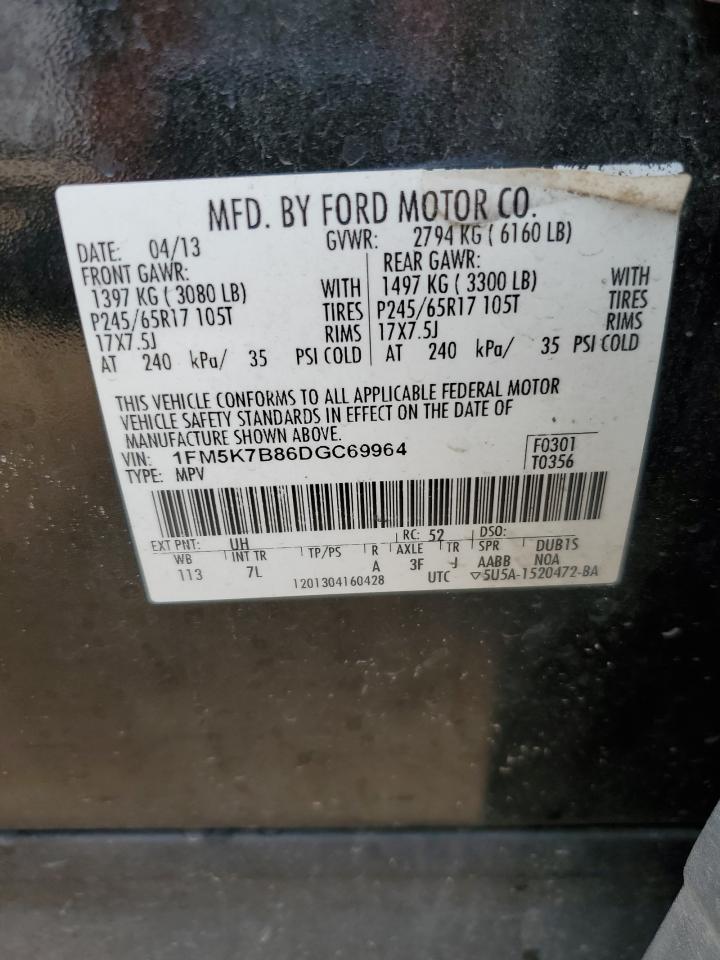 MFD. BY FORD MOTOR CO.
DATE: 04/13 GVWR: 2794 KG ( 6160 LB)
FRONT GAWR: REAR GAWR:
1397 KG ( 3080 LB) WITH 1497 KG ( 3300 LB) WITH
P245/65R17 105T TIRES P245/65R17 105T TIRES
17X7.5J RIMS 17X7.5J RIMS
AT 240 kPa/ 35 PSI COLD AT 240 kPa/ 35 PSI COLD
THIS VEHICLE CONFORMS TO ALL APPLICABLE FEDERAL MOTOR
VEHICLE SAFETY STANDARDS IN EFFECT ON THE DATE OF
MANUFACTURE SHOWN ABOVE.
VIN: 1FM5K7B86DGC69964 F0301
TYPE: MPV T0356
EXT PNT: UH RC: 52 DSO:
WB INT TR TP/PS R AXLE TR SPR DUB1S
113 7L A 3F J AABB NOA
1201304160428 UTC ▽5U5A-1520472-BA